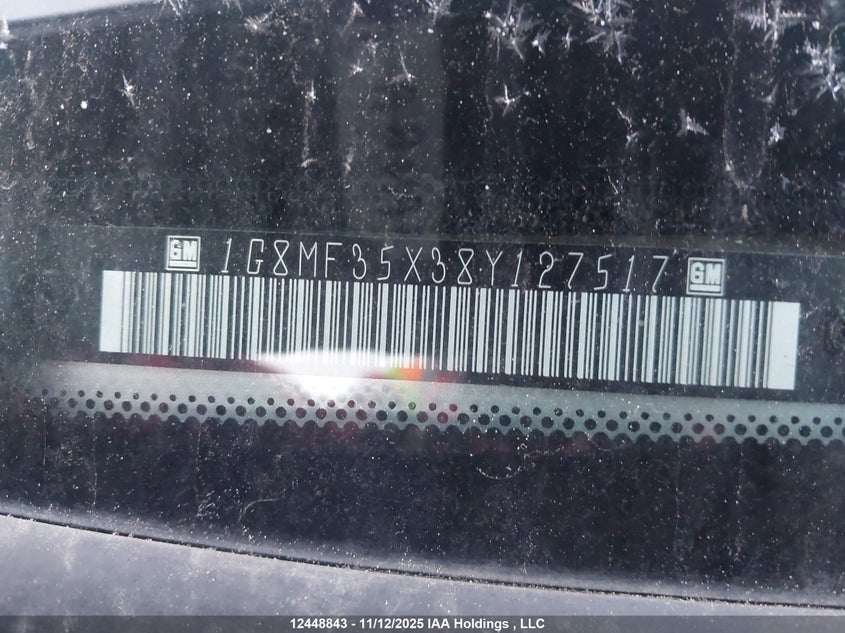 GM 1G8MF35X38Y127517 GM
12448843 - 11/12/2025 IAA Holdings , LLC